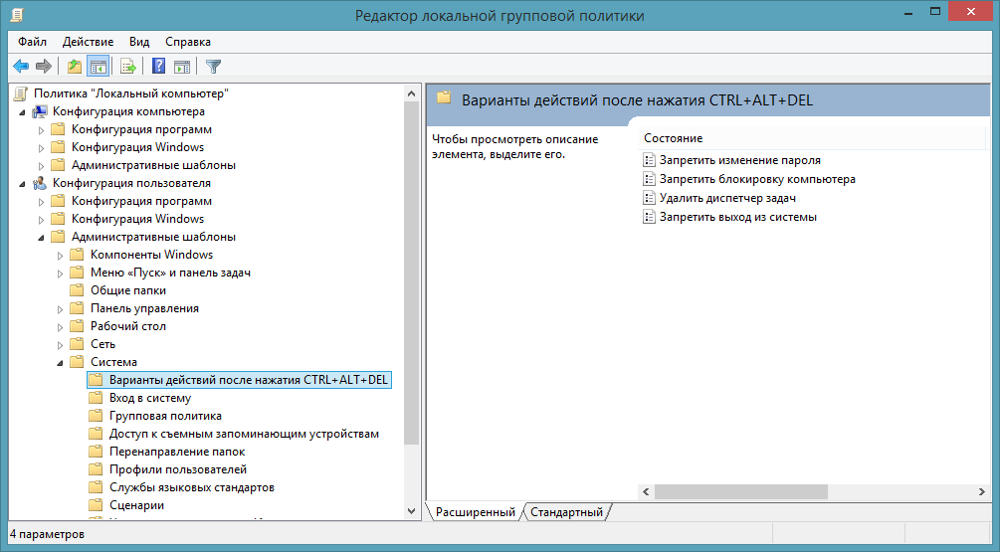 Редактор локальной групповой политики
Файл Действие Вид Справка
Политика "Локальный компьютер"
Конфигурация компьютера
Конфигурация программ
Конфигурация Windows
Административные шаблоны
Конфигурация пользователя
Конфигурация программ
Конфигурация Windows
Административные шаблоны
Компоненты Windows
Меню «Пуск» и панель задач
Общие папки
Панель управления
Рабочий стол
Сеть
Система
Варианты действий после нажатия CTRL+ALT+DEL
Вход в систему
Групповая политика
Доступ к съемным запоминающим устройствам
Перенаправление папок
Профили пользователей
Службы языковых стандартов
Сценарии
Варианты действий после нажатия CTRL+ALT+DEL
Чтобы просмотреть описание
элемента, выделите его.
Состояние
Запретить изменение пароля
Запретить блокировку компьютера
Удалить диспетчер задач
Запретить выход из системы
Расширенный Стандартный
4 параметров